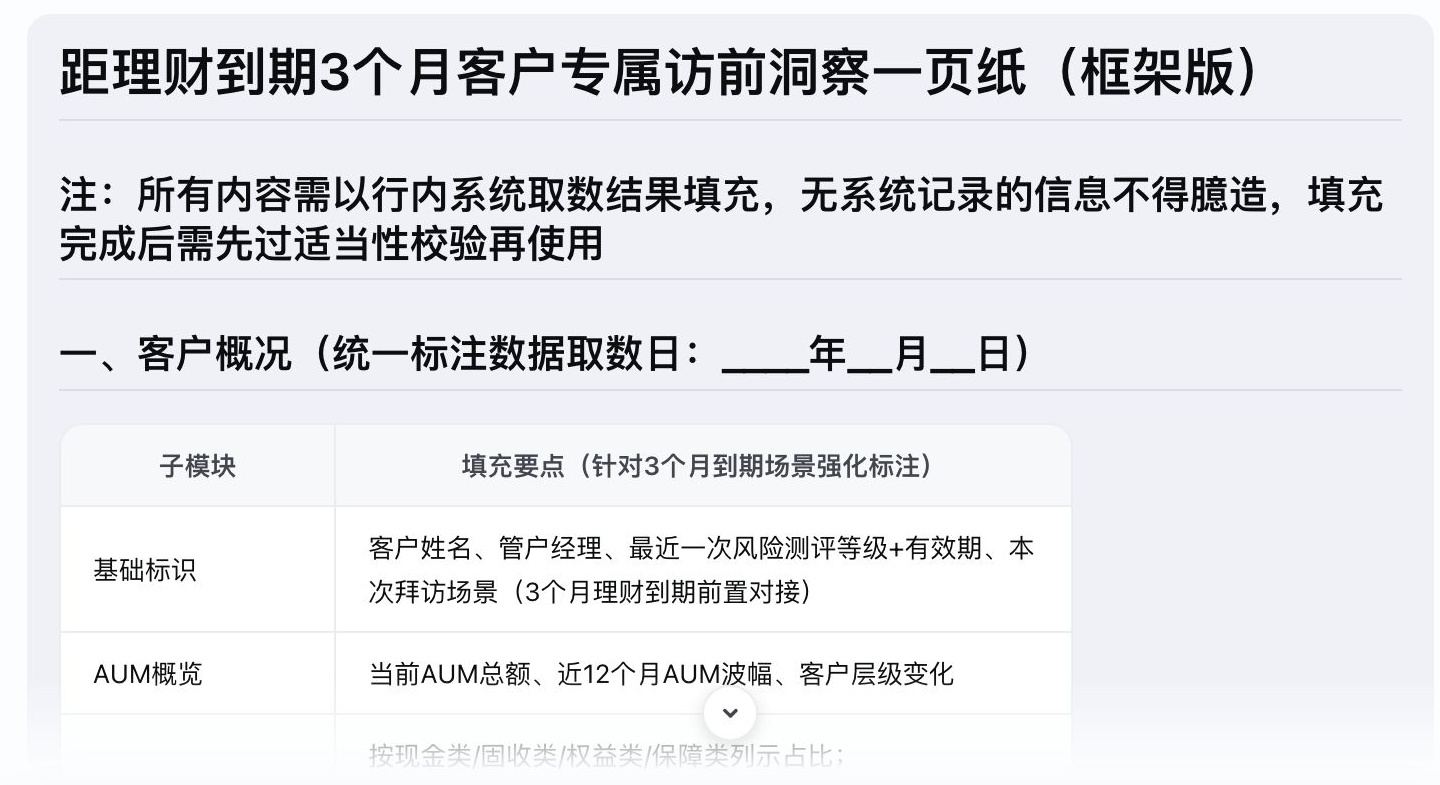 距理财到期3个月客户专属访前洞察一页纸（框架版）
注：所有内容需以行内系统取数结果填充，无系统记录的信息不得臆造，填充
完成后需先过适当性校验再使用
一、客户概况（统一标注数据取数日：____年__月__日）
子模块
填充要点（针对3个月到期场景强化标注）
基础标识
客户姓名、管户经理、最近一次风险测评等级+有效期、本
次拜访场景（3个月理财到期前置对接）
AUM概览
当前AUM总额、近12个月AUM波幅、客户层级变化
按现金类/固收类/权益类/保障类列示占比；